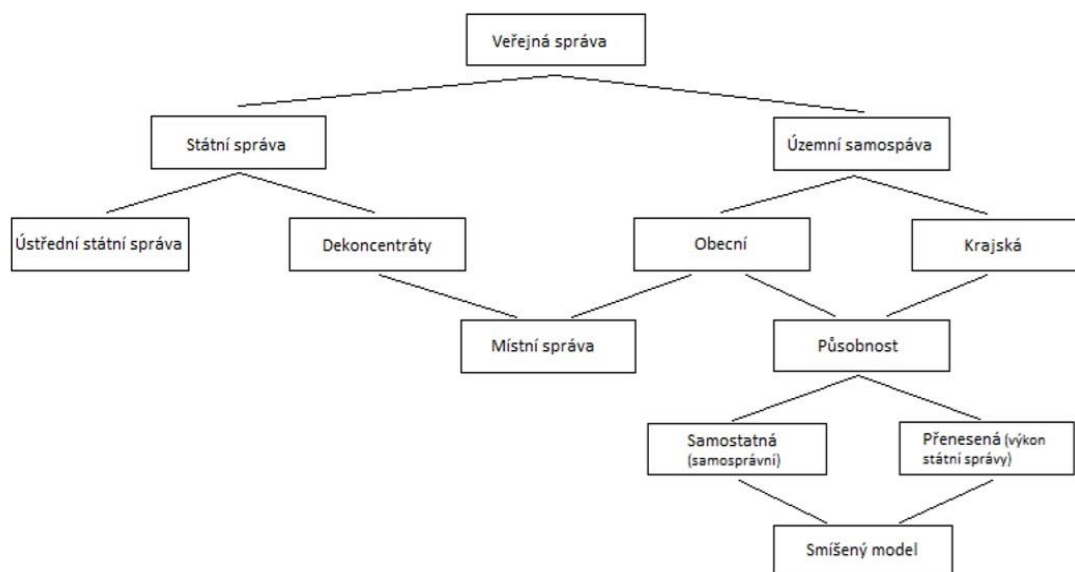 Veřejná správa
Státní správa
Územní samospáva
Ústřední státní správa
Dekoncentráty
Obecní
Krajská
Místní správa
Působnost
Samostatná
(samosprávní)
Přenesená (výkon
státní správy)
Smíšený model